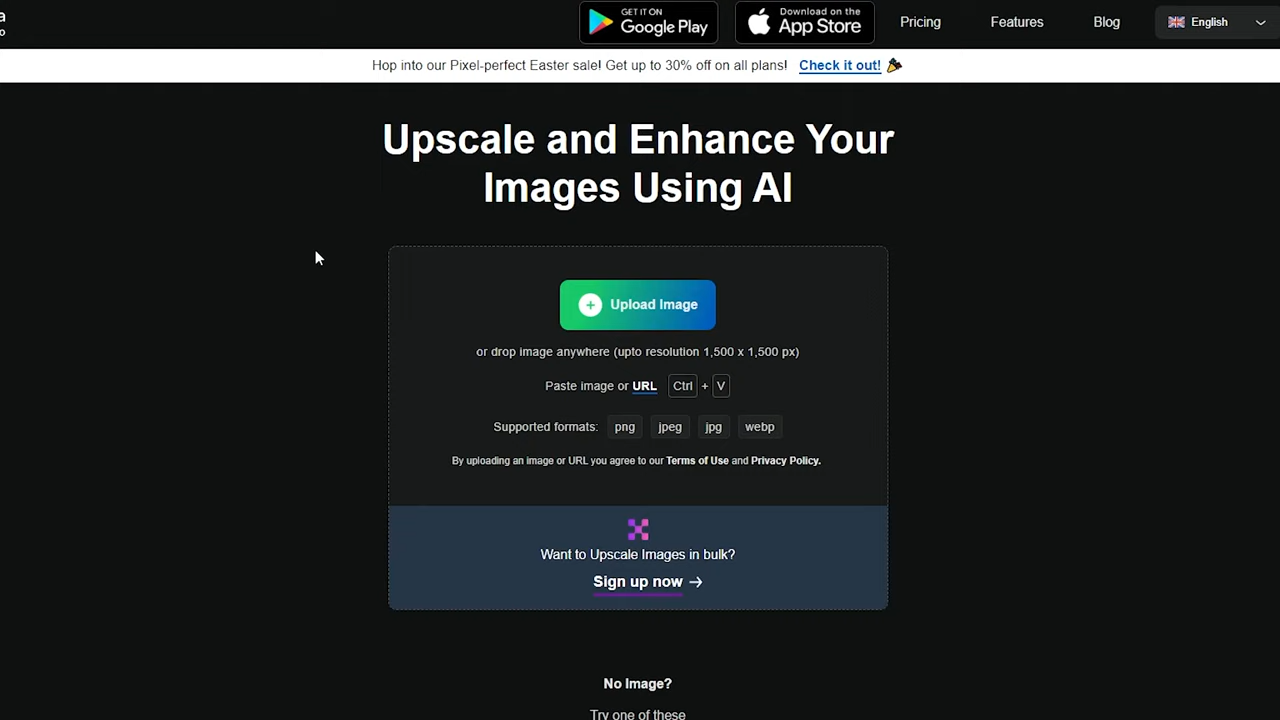 GET IT ON
Google Play
Download on the
App Store
Pricing
Features
Blog
English
Hop into our Pixel-perfect Easter sale! Get up to 30% off on all plans! Check it out!
Upscale and Enhance Your
Images Using AI
Upload Image
or drop image anywhere (upto resolution 1,500 x 1,500 px)
Paste image or URL Ctrl + V
Supported formats: png jpeg jpg webp
By uploading an image or URL you agree to our Terms of Use and Privacy Policy.
Want to Upscale Images in bulk?
Sign up now →
No Image?
Try one of these